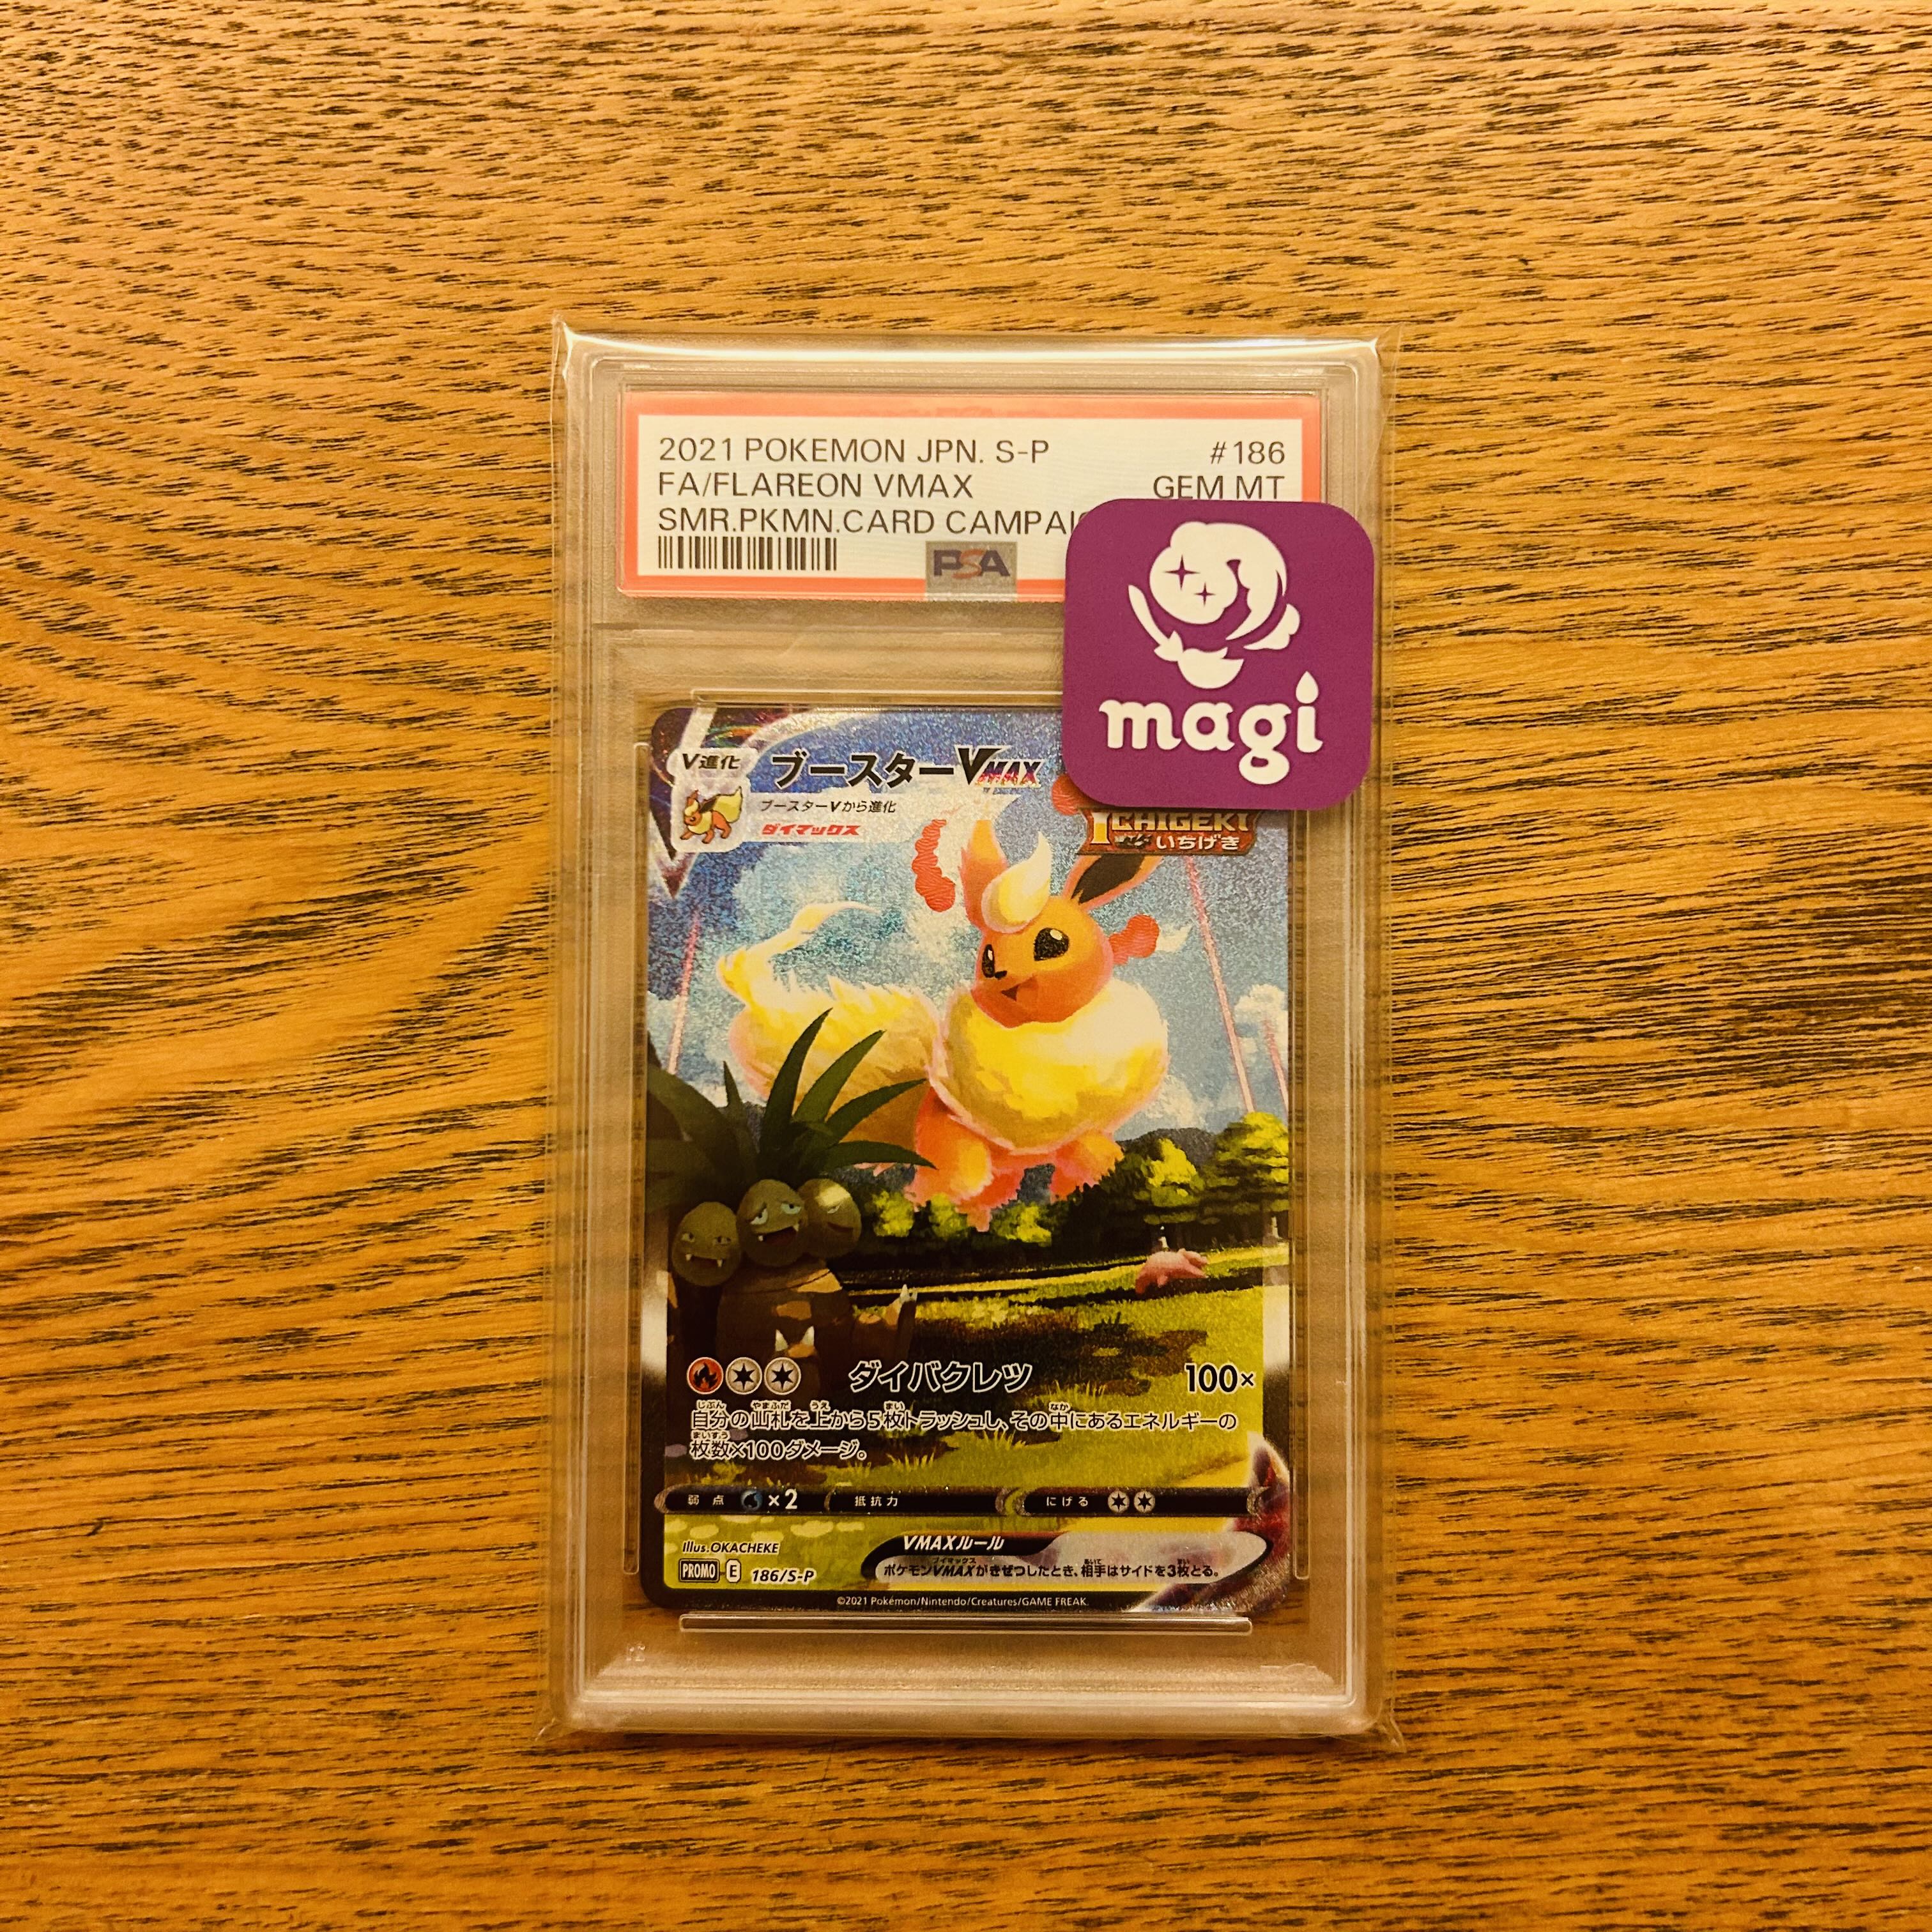 2021 POKEMON JPN. S-P #186
FA/FLAREON VMAX GEM MT
SMR.PKMN.CARD
PSA
magi
V進化 ブースターVMAX
ブースターVから進化
ダイマックス
ICHIGEKI
いちげき
ダイバクレツ 100×
自分の山札を上から5枚トラッシュし、その中にあるエネルギーの
枚数×100ダメージ。
弱点 ×2 抵抗力 にげる
Illus.OKACHEKE
VMAXルール
PROMO E 186/S-P
ポケモンVMAXがきぜつしたとき、相手はサイドを3枚とる。
©2021 Pokémon/Nintendo/Creatures/GAME FREAK.